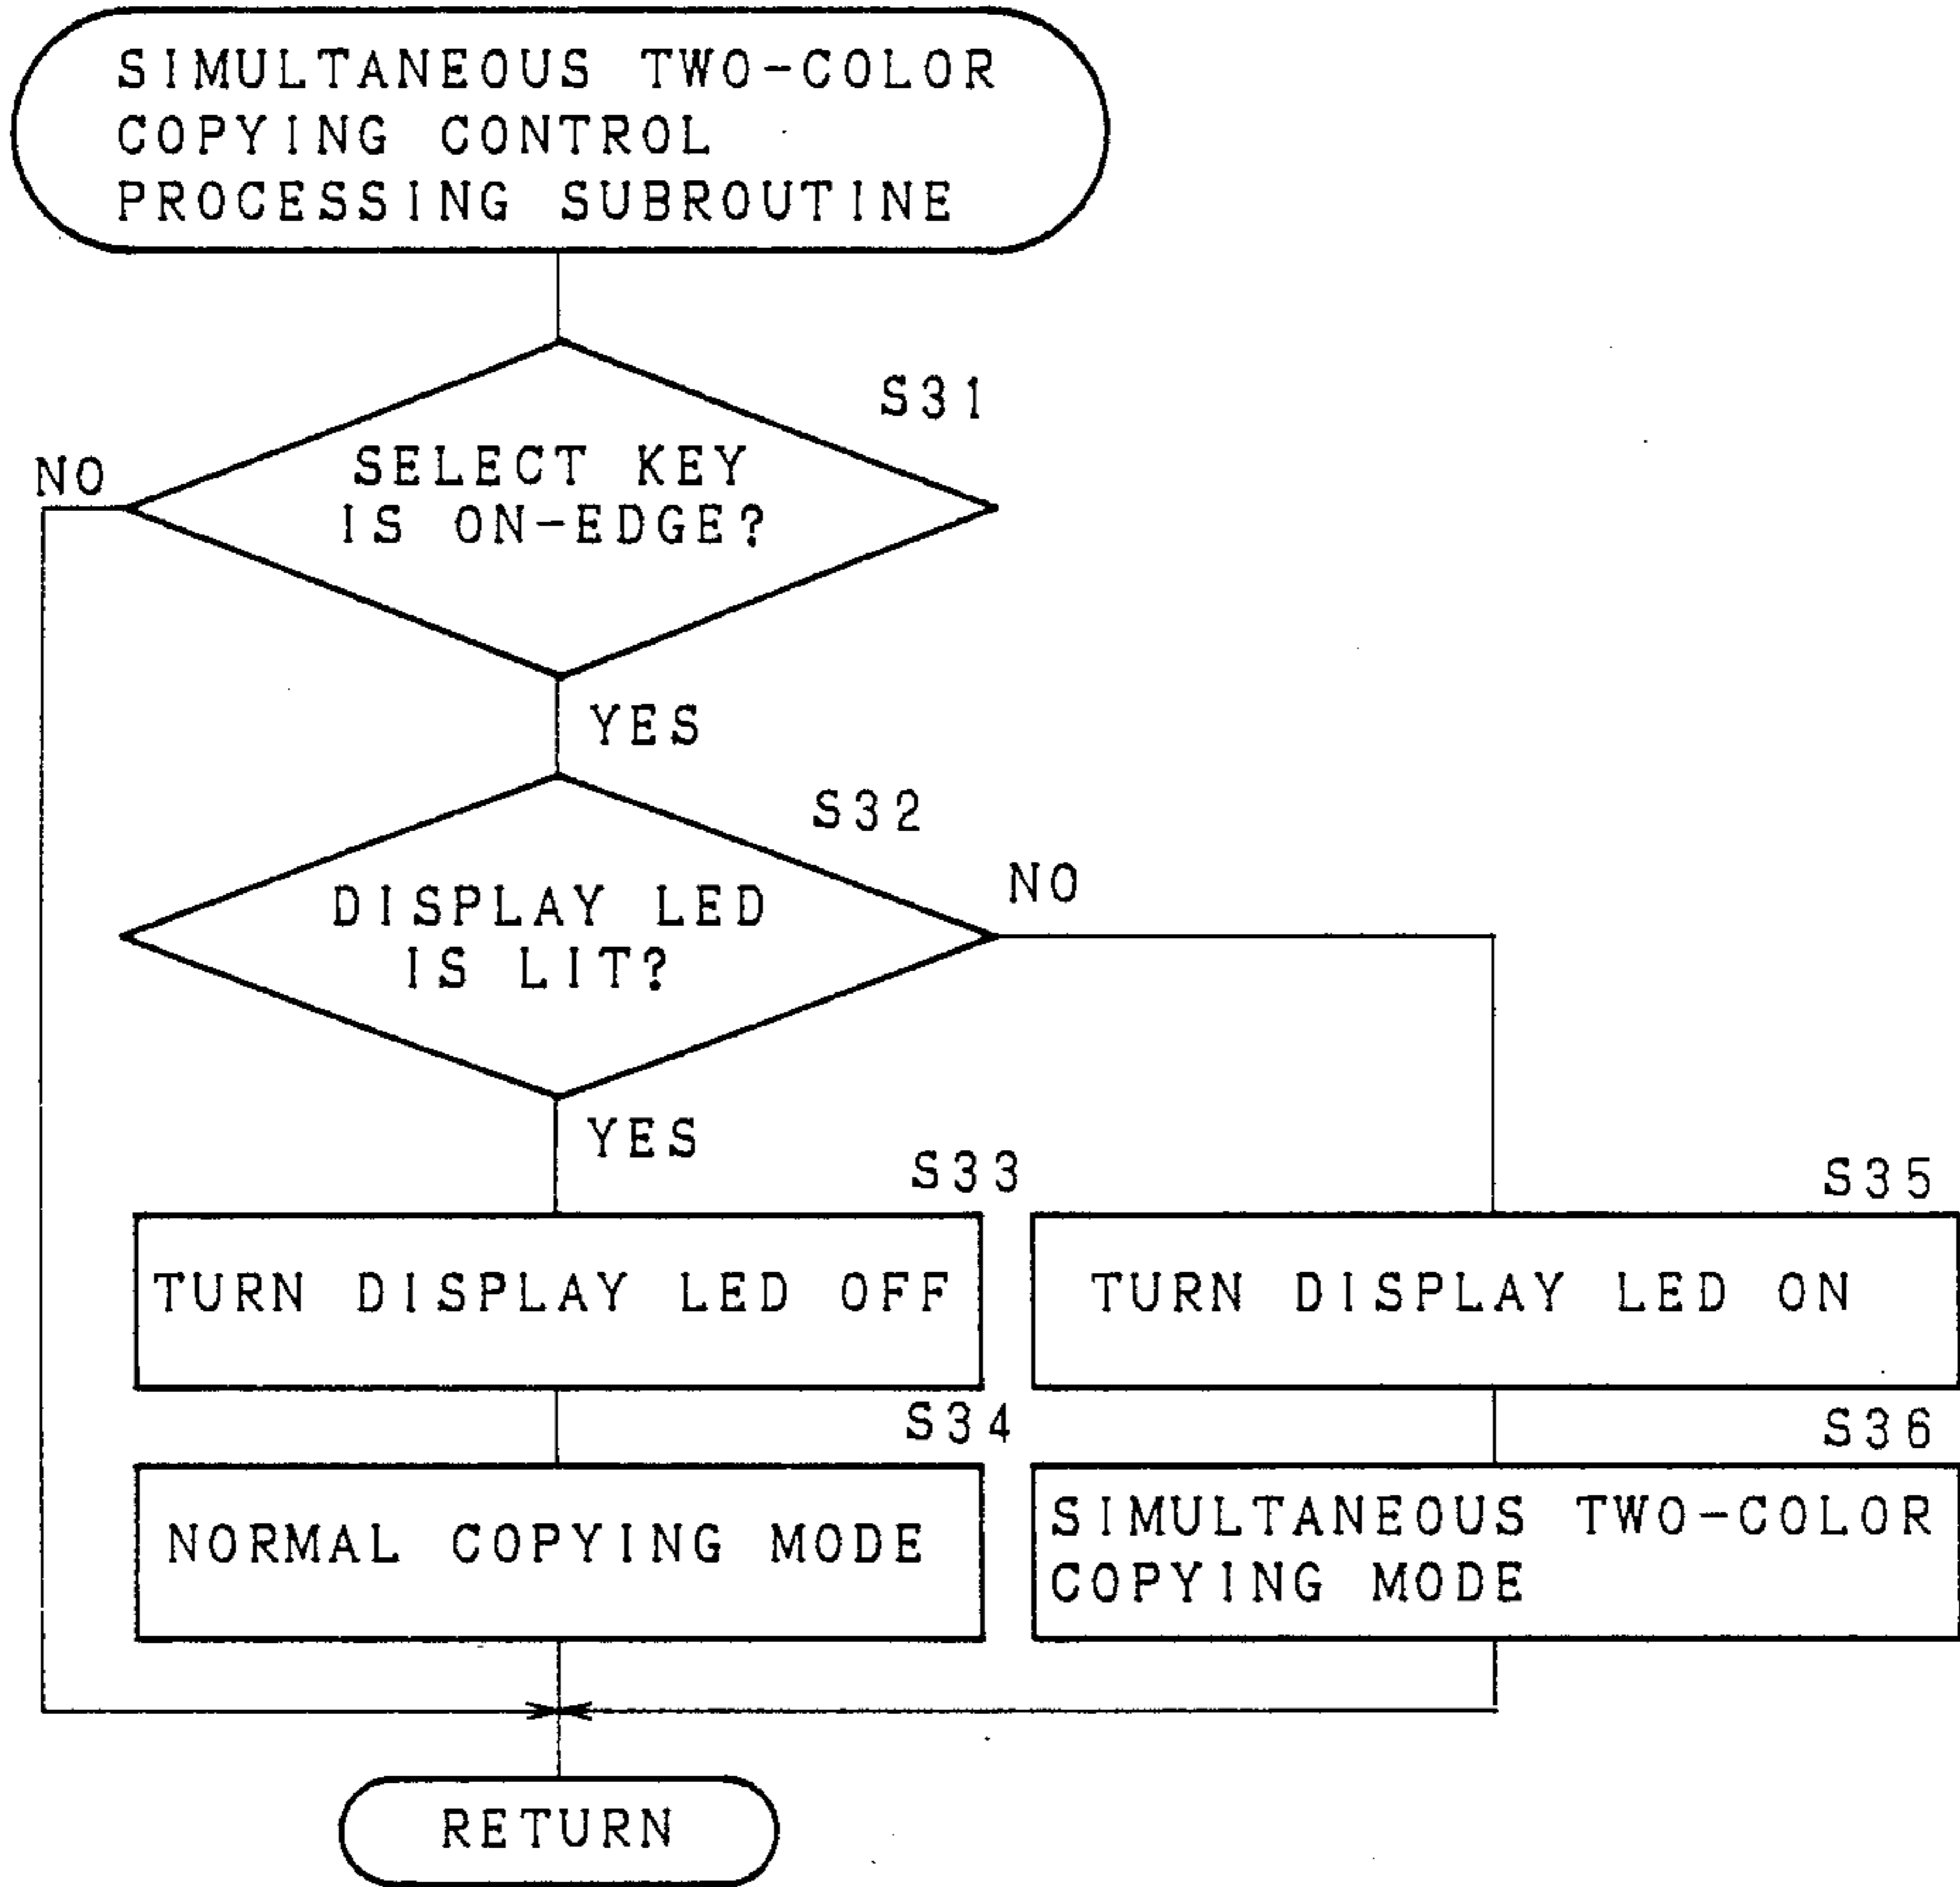 SIMULTANEOUS TWO-COLOR
COPYING CONTROL
PROCESSING SUBROUTINE
S31
NO
SELECT KEY
IS ON-EDGE?
YES
S32
NO
DISPLAY LED
IS LIT?
YES
S33
S35
TURN DISPLAY LED OFF
TURN DISPLAY LED ON
S34
S36
NORMAL COPYING MODE
SIMULTANEOUS TWO-COLOR
COPYING MODE
RETURN